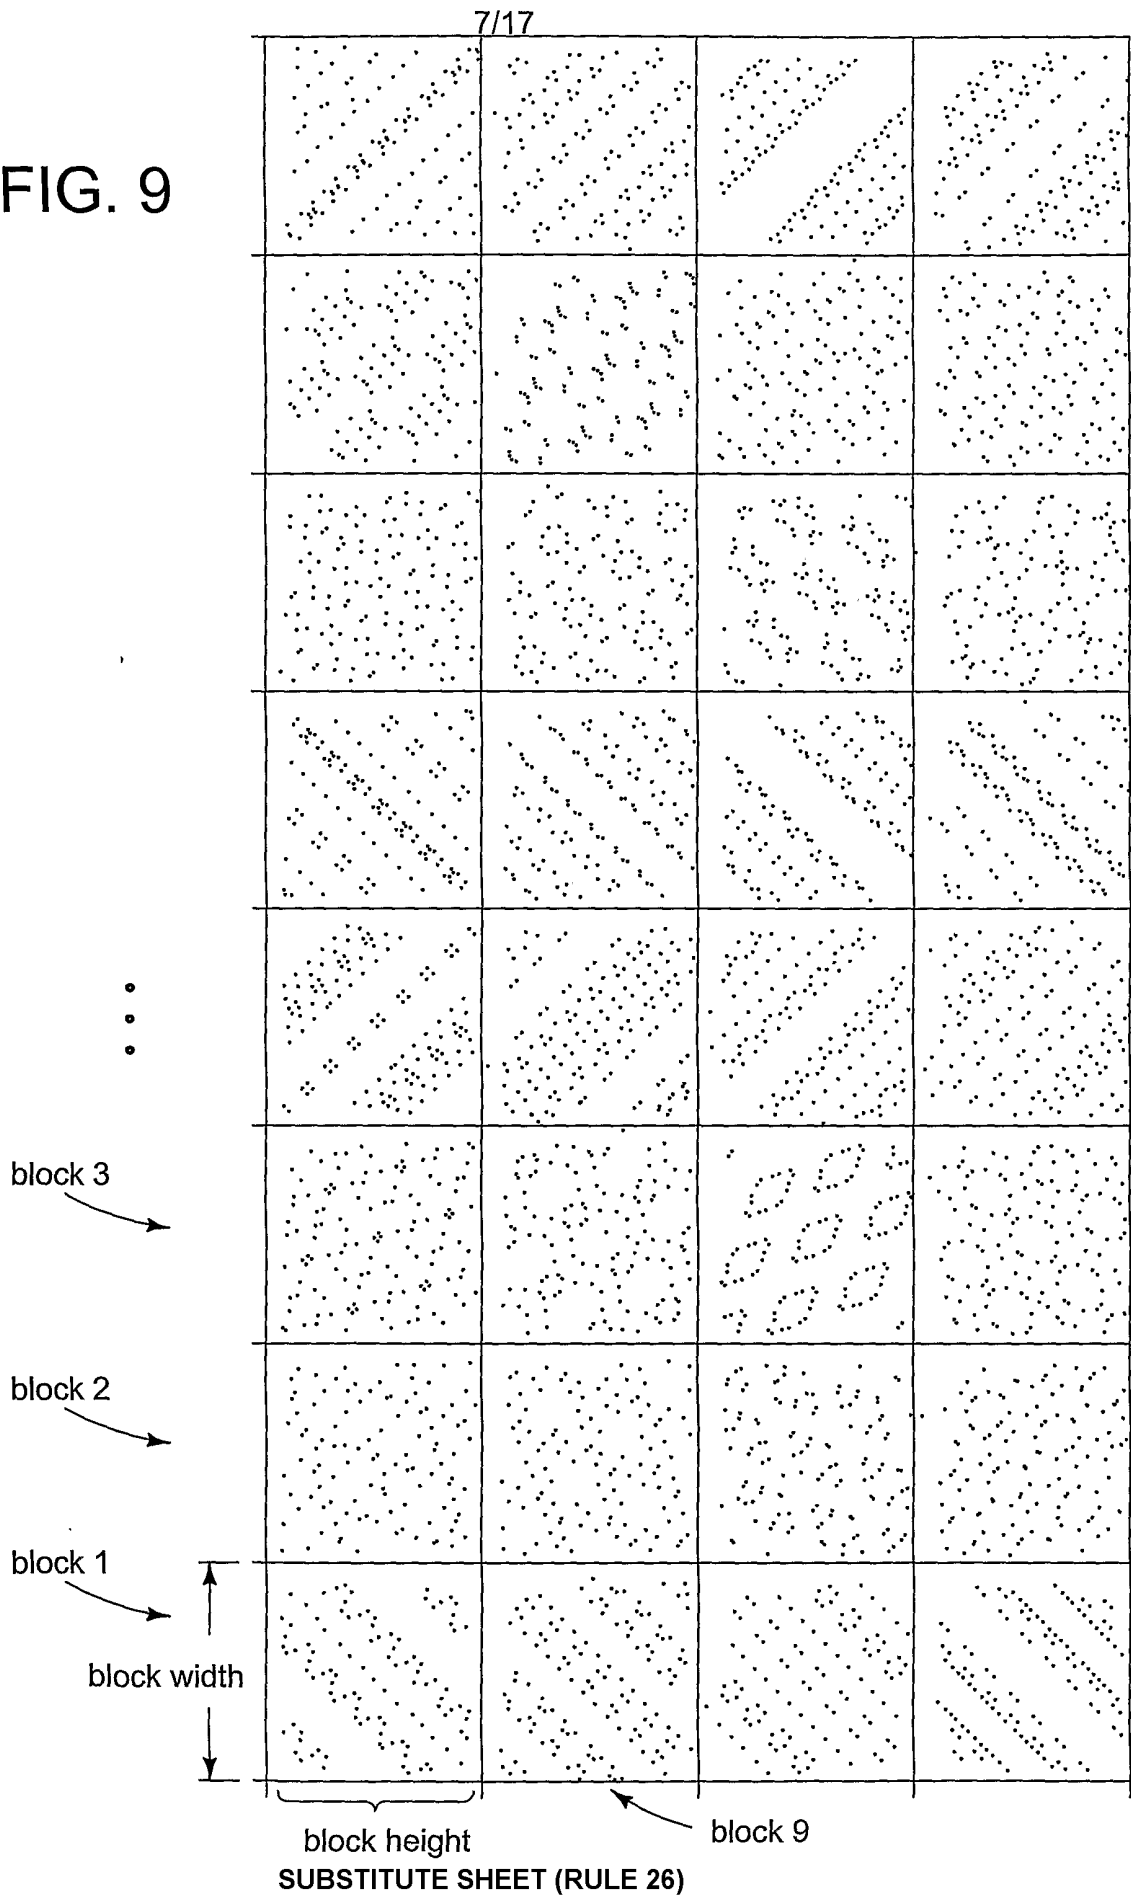 7/17
FIG. 9
block 3
block 2
block 1
block width
block height
block 9
SUBSTITUTE SHEET (RULE 26)